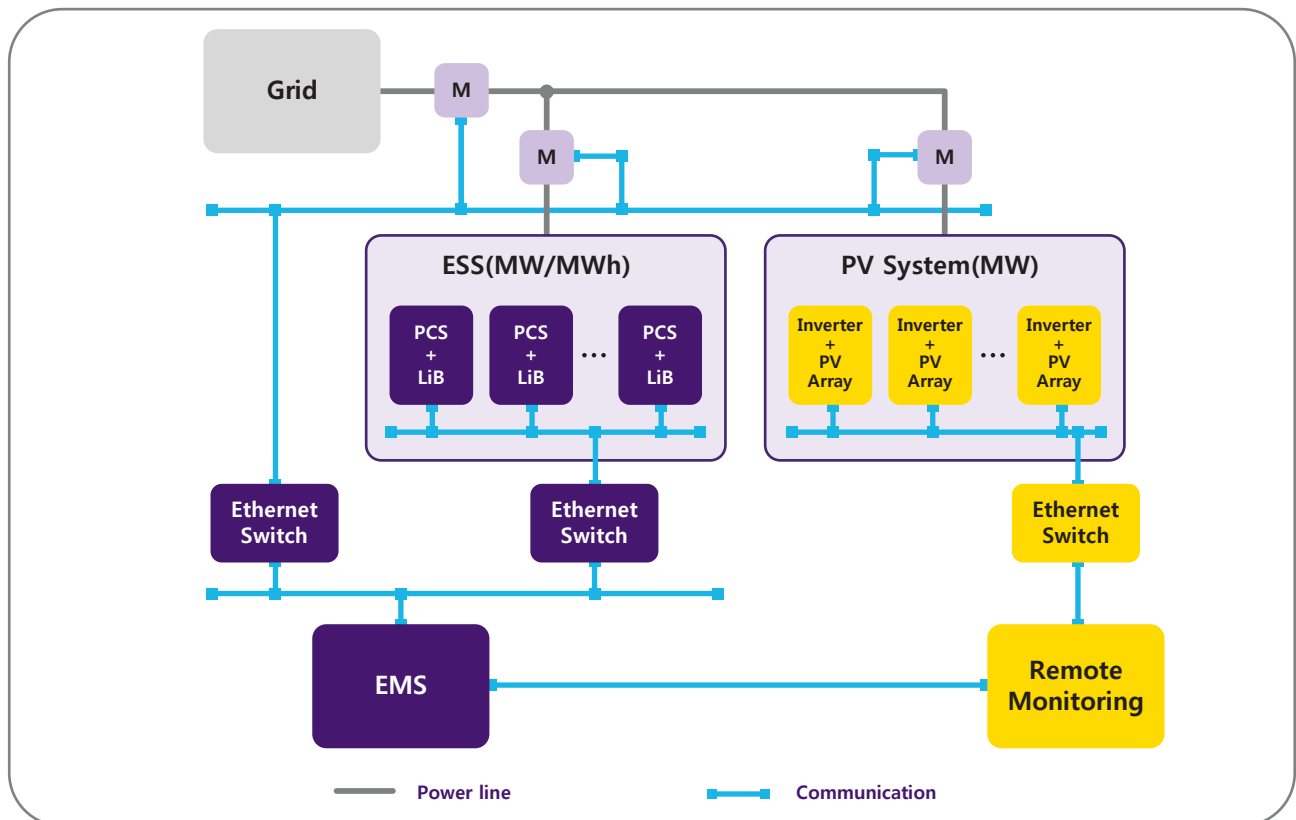 Grid
M
M
M
ESS(MW/MWh)
PV System(MW)
PCS
+
LiB
PCS
+
LiB
...
PCS
+
LiB
Inverter
+
PV
Array
Inverter
+
PV
Array
...
Inverter
+
PV
Array
Ethernet
Switch
Ethernet
Switch
Ethernet
Switch
EMS
Remote
Monitoring
Power line
Communication